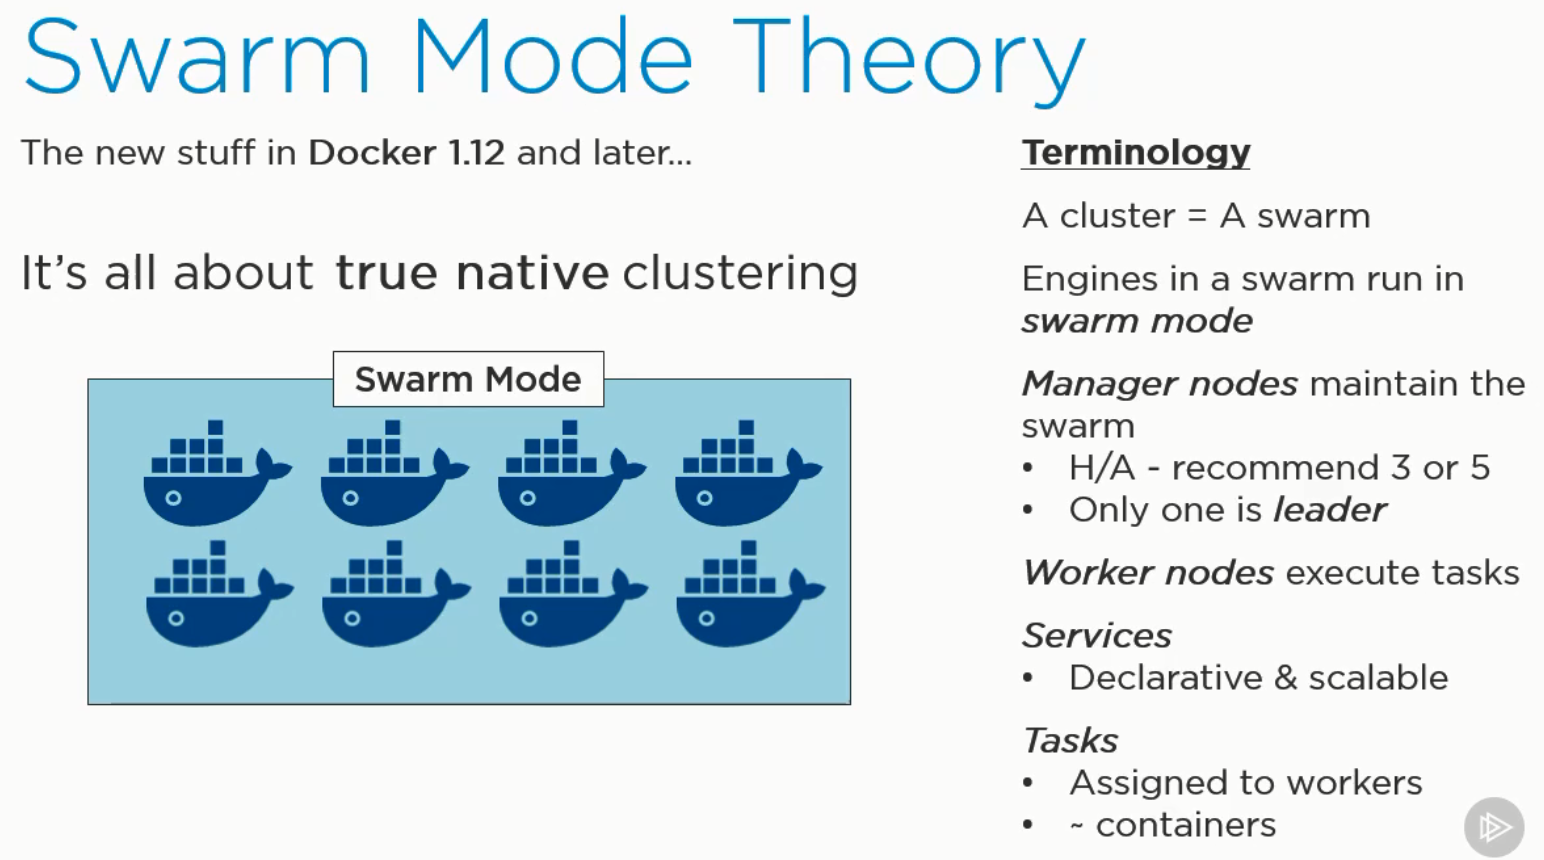 Swarm Mode Theory
The new stuff in Docker 1.12 and later...
It's all about true native clustering
Swarm Mode
Terminology
A cluster = A swarm
Engines in a swarm run in
swarm mode
Manager nodes maintain the
swarm
• H/A - recommend 3 or 5
• Only one is leader
Worker nodes execute tasks
Services
• Declarative & scalable
Tasks
• Assigned to workers
• ~ containers